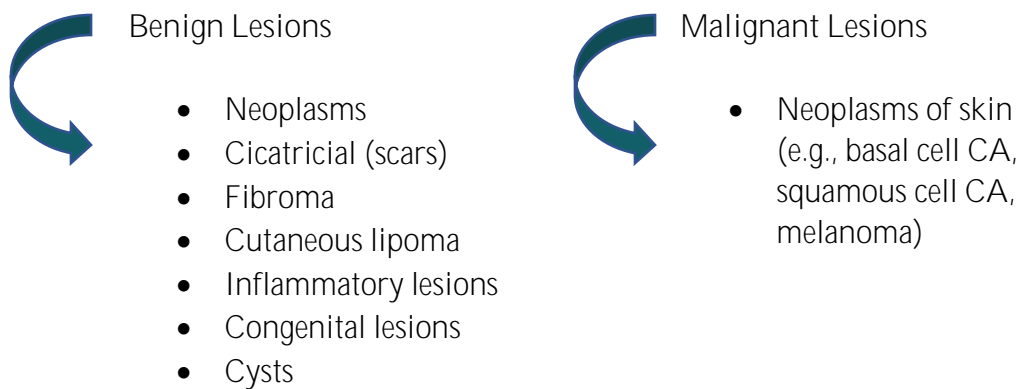 Benign Lesions
• Neoplasms
• Cicatricial (scars)
• Fibroma
• Cutaneous lipoma
• Inflammatory lesions
• Congenital lesions
• Cysts
Malignant Lesions
• Neoplasms of skin
(e.g., basal cell CA,
squamous cell CA,
melanoma)